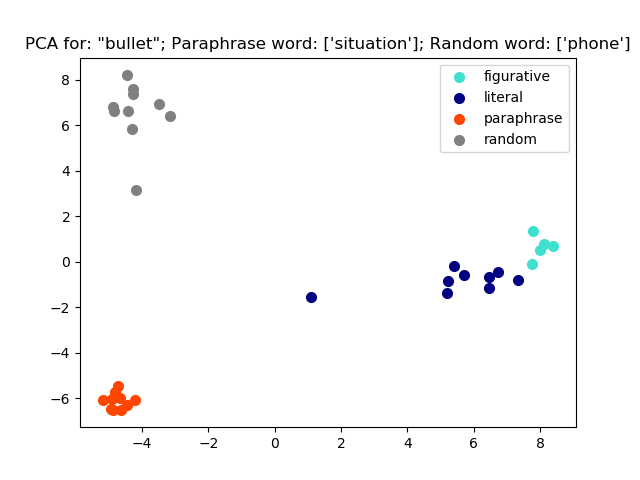 PCA for: "bullet"; Paraphrase word: ['situation']; Random word: ['phone']
figurative
literal
paraphrase
random
8
6
4
2
0
−2
−4
−6
−4 −2 0 2 4 6 8